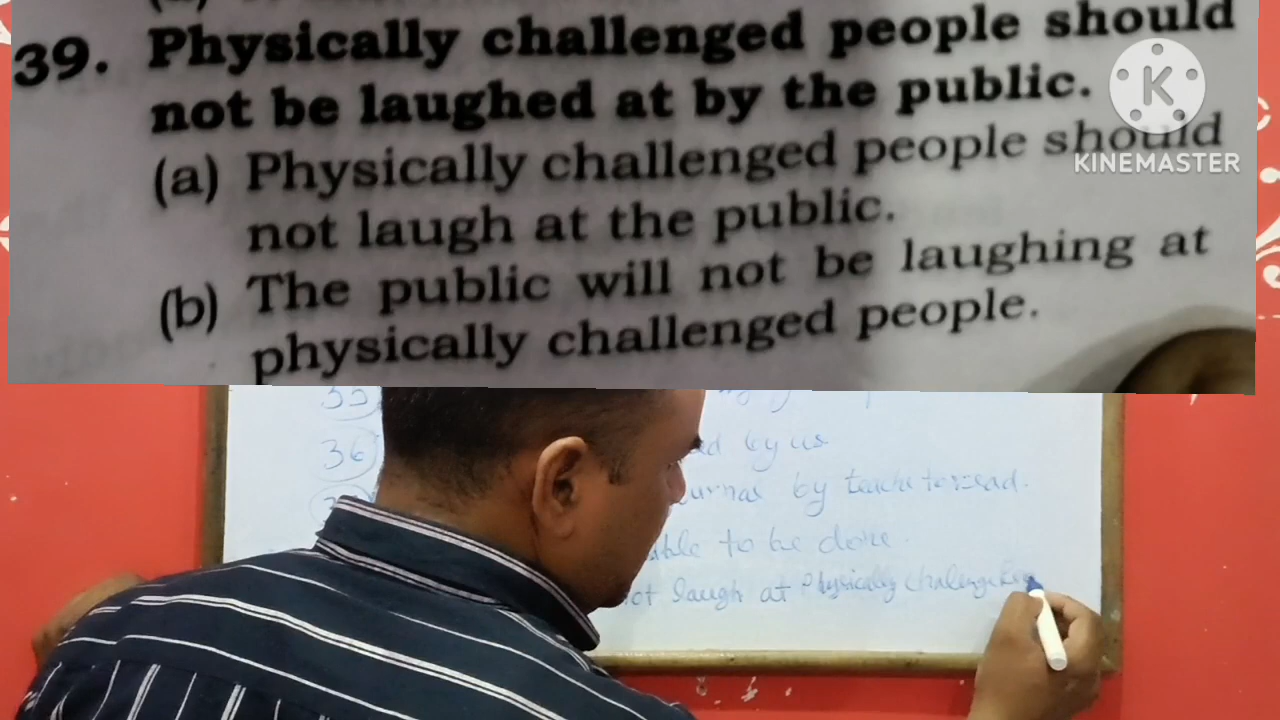 39. Physically challenged people should
not be laughed at by the public.
K
KINEMASTER
(a) Physically challenged people should
not laugh at the public.
(b) The public will not be laughing at
physically challenged people.
36
by us
by to read.
to be done.
laugh at Physically